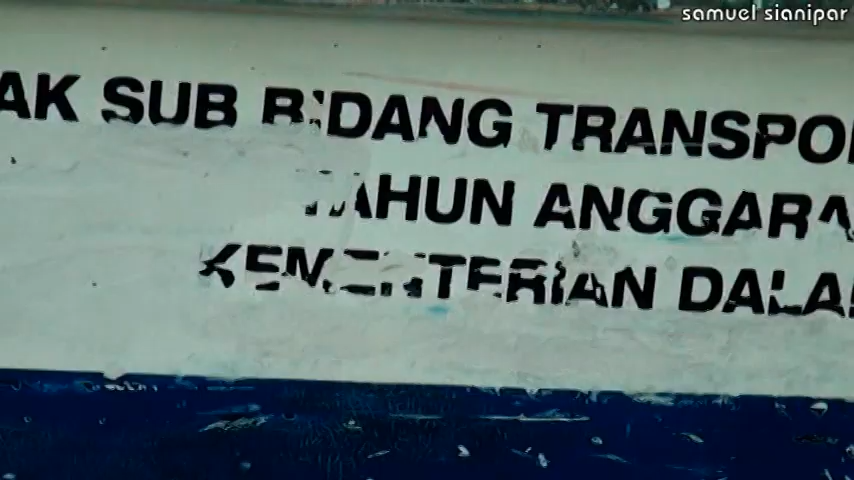 samuel sianipar
AK SUB BIDANG TRANSPO
TAHUN ANGGARA
KEMENTERIAN DALA